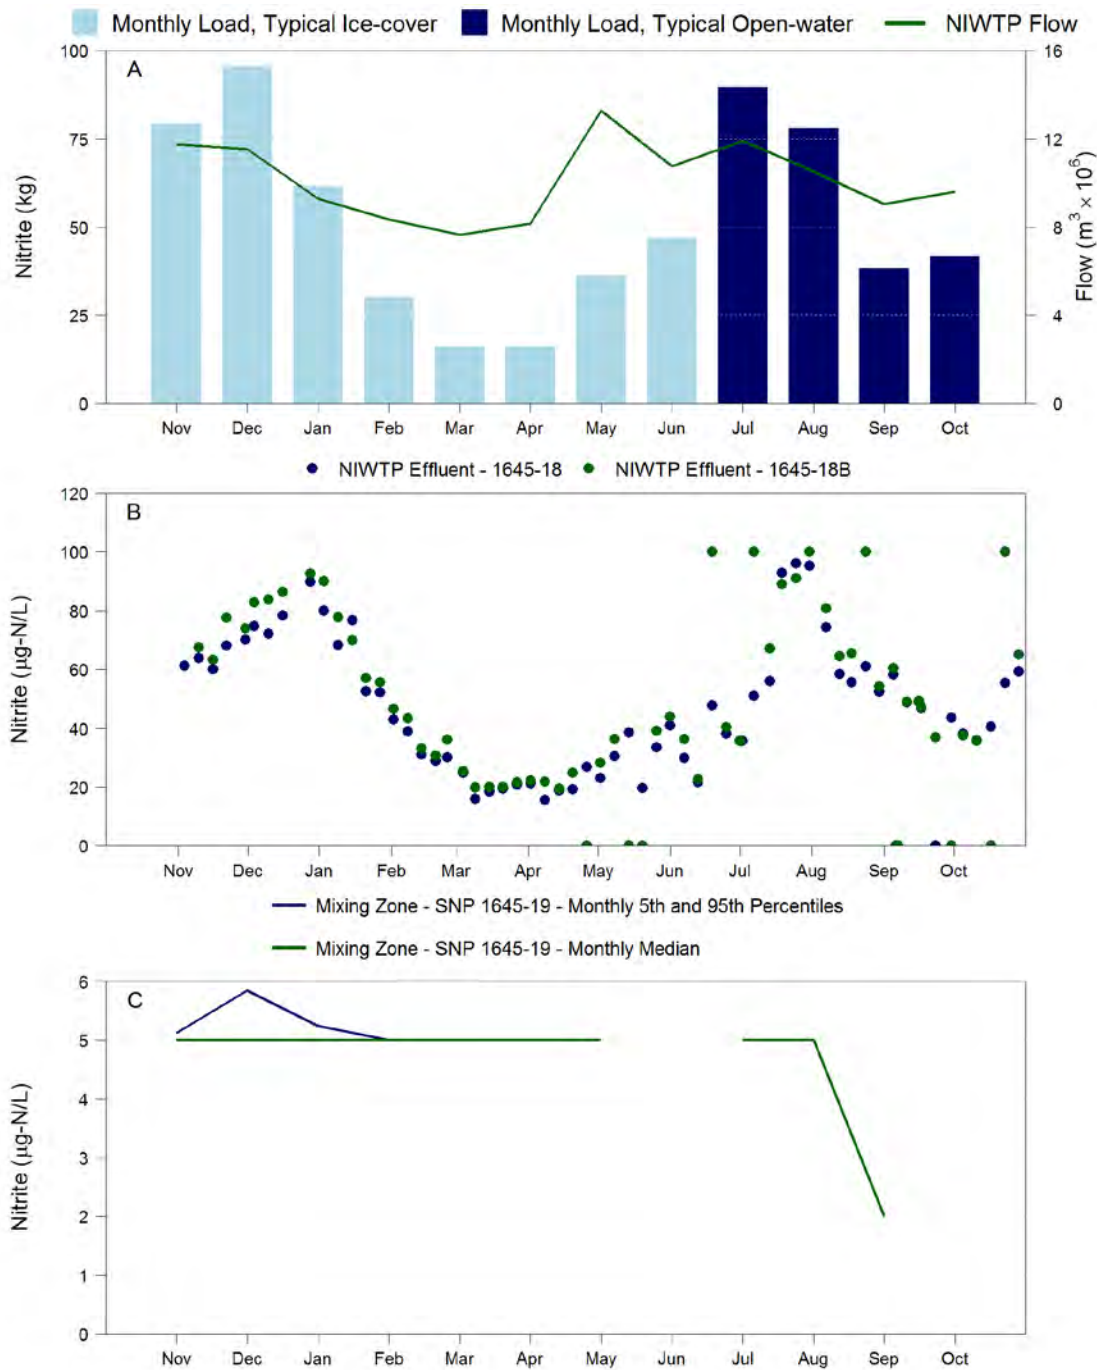 Monthly Load, Typical Ice-cover Monthly Load, Typical Open-water NIWTP Flow
A
Nitrite (kg)
100
75
50
25
0
Flow (m³ × 10⁶)
16
12
8
4
0
Nov Dec Jan Feb Mar Apr May Jun Jul Aug Sep Oct
NIWTP Effluent - 1645-18 NIWTP Effluent - 1645-18B
B
Nitrite (µg-N/L)
120
100
80
60
40
20
0
Nov Dec Jan Feb Mar Apr May Jun Jul Aug Sep Oct
Mixing Zone - SNP 1645-19 - Monthly 5th and 95th Percentiles
Mixing Zone - SNP 1645-19 - Monthly Median
C
Nitrite (µg-N/L)
6
5
4
3
2
1
0
Nov Dec Jan Feb Mar Apr May Jun Jul Aug Sep Oct